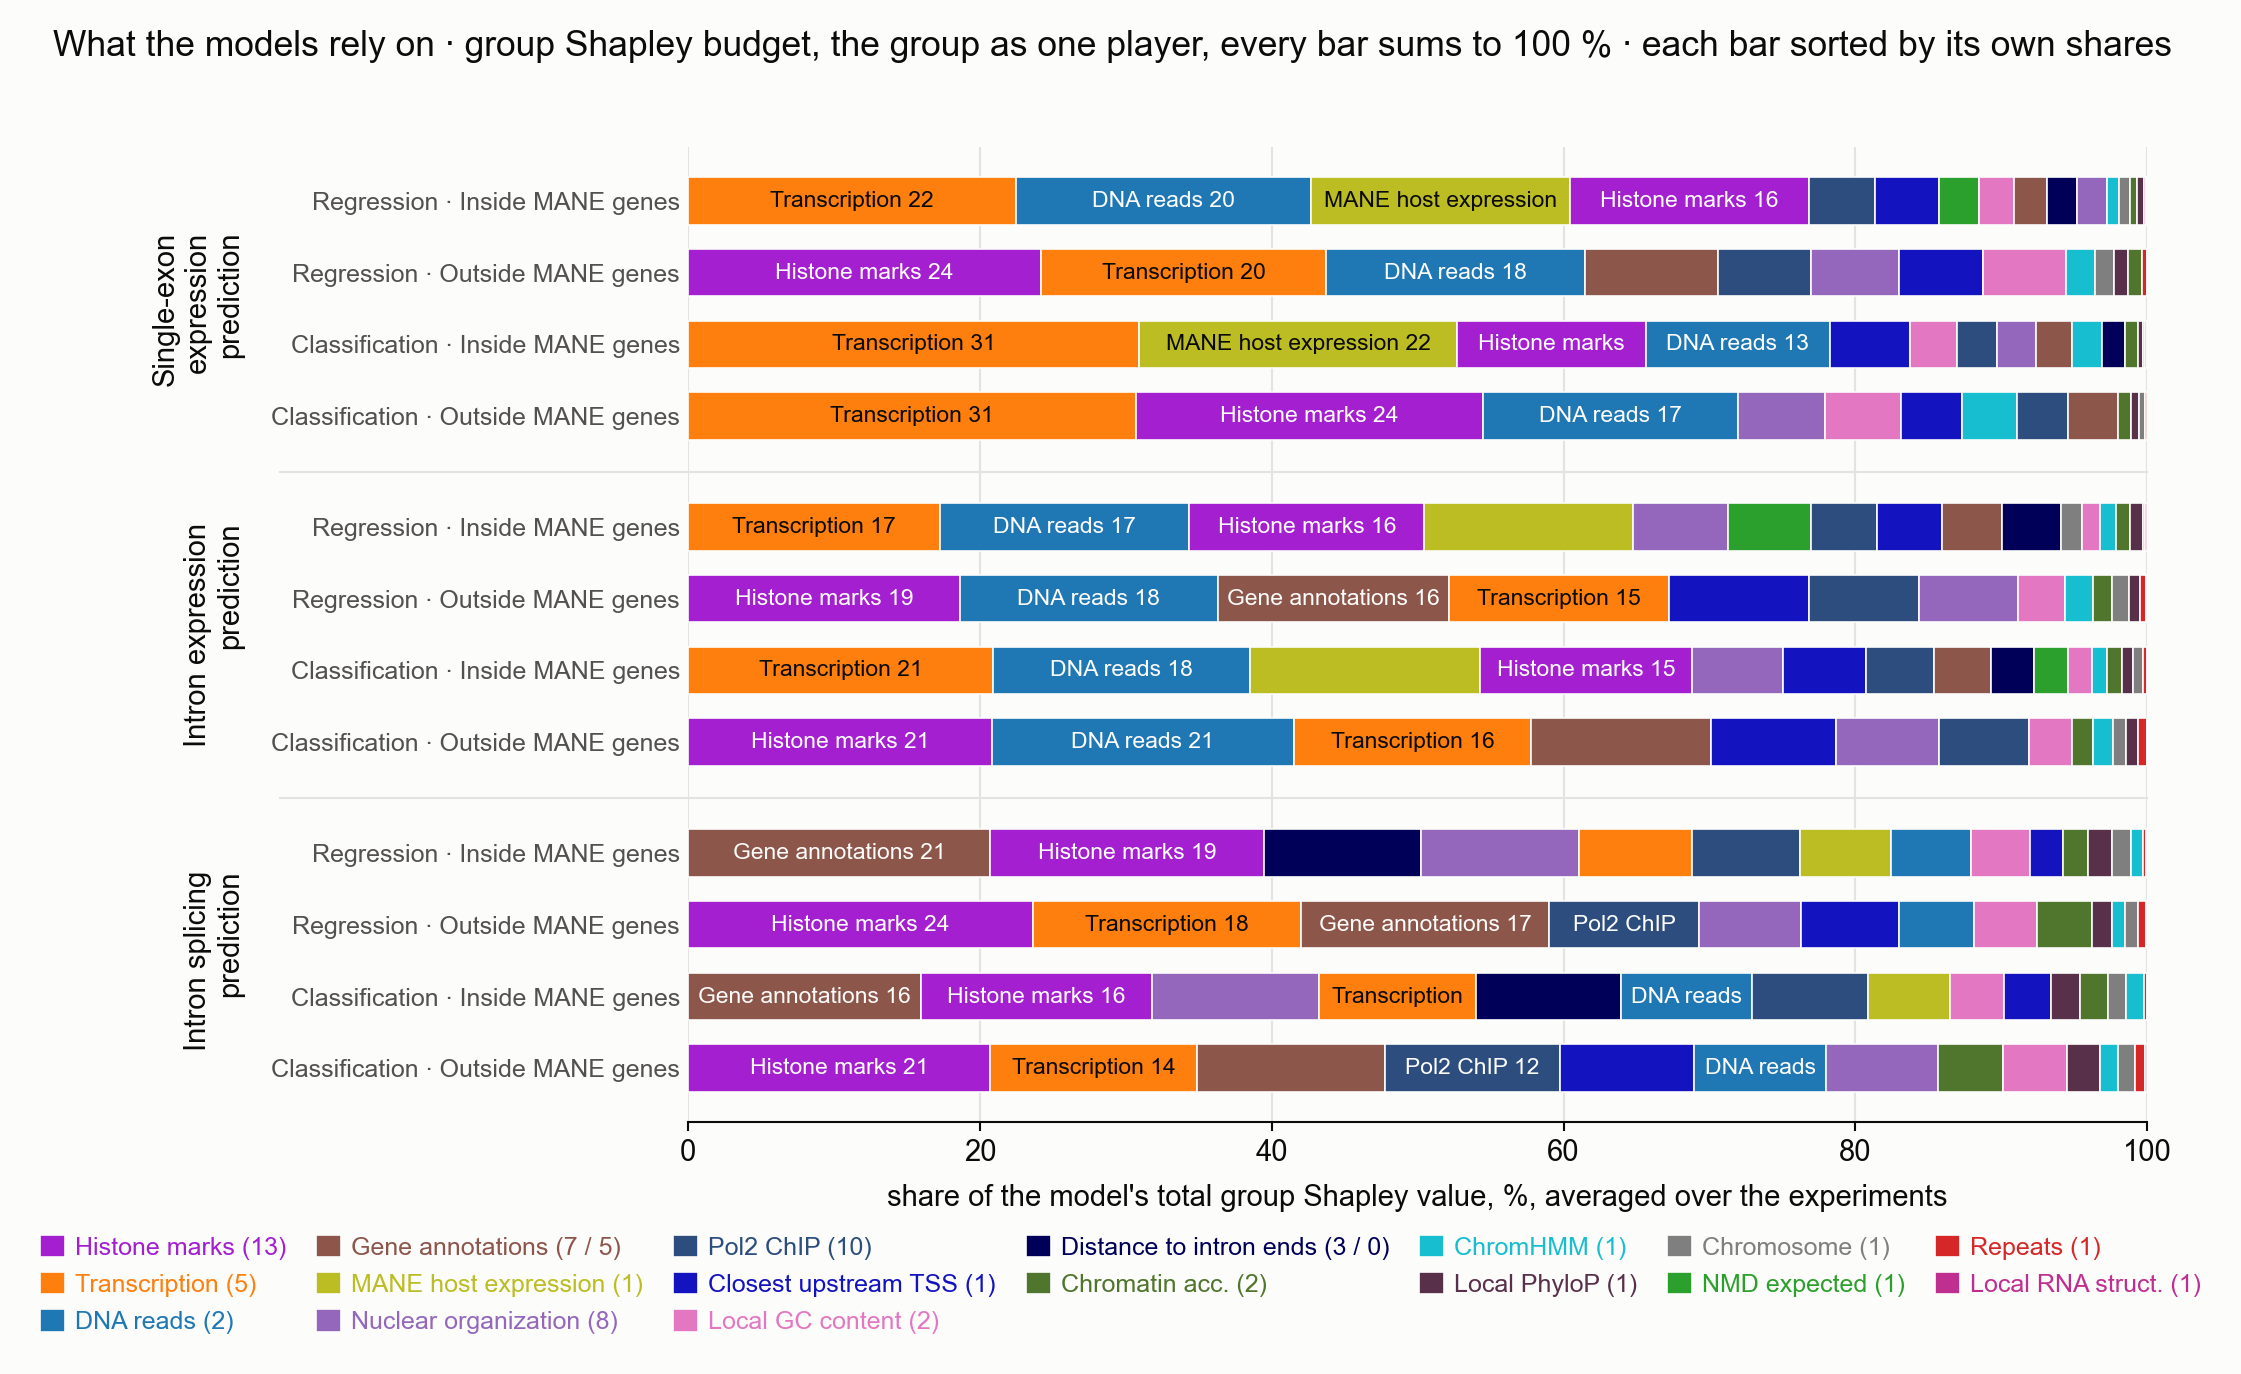 What the models rely on · group Shapley budget, the group as one player, every bar sums to 100 % · each bar sorted by its own shares
Single-exon
expression
prediction
Regression · Inside MANE genes
Transcription 22
DNA reads 20
MANE host expression
Histone marks 16
Regression · Outside MANE genes
Histone marks 24
Transcription 20
DNA reads 18
Classification · Inside MANE genes
Transcription 31
MANE host expression 22
Histone marks
DNA reads 13
Classification · Outside MANE genes
Transcription 31
Histone marks 24
DNA reads 17
Intron expression
prediction
Regression · Inside MANE genes
Transcription 17
DNA reads 17
Histone marks 16
Regression · Outside MANE genes
Histone marks 19
DNA reads 18
Gene annotations 16
Transcription 15
Classification · Inside MANE genes
Transcription 21
DNA reads 18
Histone marks 15
Classification · Outside MANE genes
Histone marks 21
DNA reads 21
Transcription 16
Intron splicing
prediction
Regression · Inside MANE genes
Gene annotations 21
Histone marks 19
Regression · Outside MANE genes
Histone marks 24
Transcription 18
Gene annotations 17
Pol2 ChIP
Classification · Inside MANE genes
Gene annotations 16
Histone marks 16
Transcription
DNA reads
Classification · Outside MANE genes
Histone marks 21
Transcription 14
Pol2 ChIP 12
DNA reads
0 20 40 60 80 100
share of the model's total group Shapley value, %, averaged over the experiments
Histone marks (13)
Transcription (5)
DNA reads (2)
Gene annotations (7 / 5)
MANE host expression (1)
Nuclear organization (8)
Pol2 ChIP (10)
Closest upstream TSS (1)
Local GC content (2)
Distance to intron ends (3 / 0)
Chromatin acc. (2)
ChromHMM (1)
Local PhyloP (1)
Chromosome (1)
NMD expected (1)
Repeats (1)
Local RNA struct. (1)